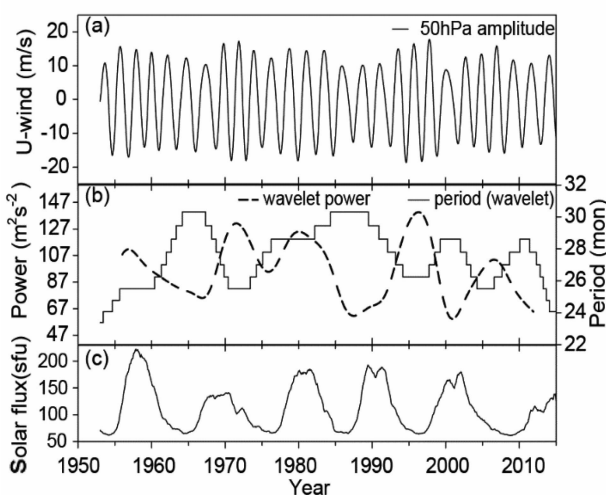 (a) 50hPa amplitude
U-wind (m/s)
20
10
0
-10
-20
(b) wavelet power period (wavelet)
Power (m²s⁻²)
147
127
107
87
67
47
32
30
28
26
24
22
Period (mon)
(c)
Solar flux(sfu)
200
150
100
50
1950 1960 1970 1980 1990 2000 2010
Year